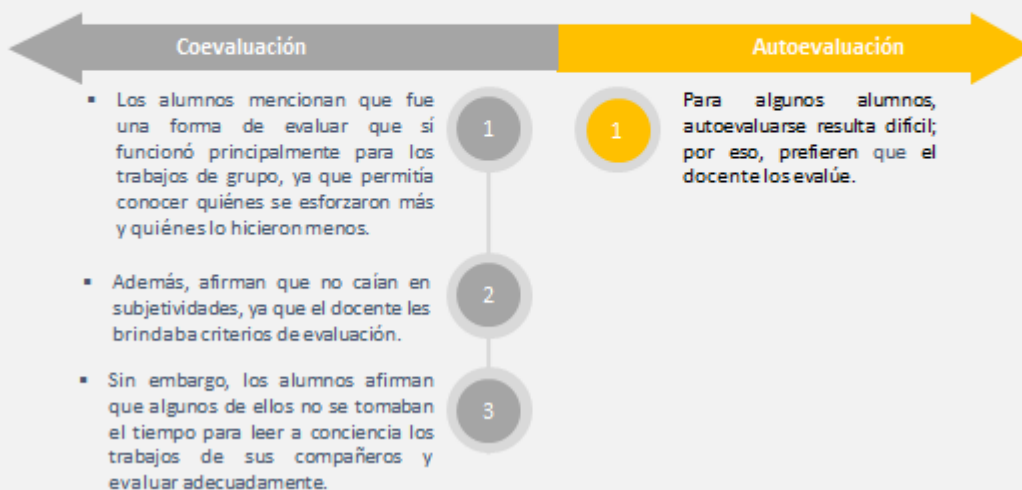 Coevaluación
▪ Los alumnos mencionan que fue
una forma de evaluar que sí
funcionó principalmente para los
trabajos de grupo, ya que permitía
conocer quiénes se esforzaron más
y quiénes lo hicieron menos.
1
▪ Además, afirman que no caían en
subjetividades, ya que el docente les
brindaba criterios de evaluación.
2
▪ Sin embargo, los alumnos afirman
que algunos de ellos no se tomaban
el tiempo para leer a conciencia los
trabajos de sus compañeros y
evaluar adecuadamente.
3
Autoevaluación
1
Para algunos alumnos,
autoevaluarse resulta difícil;
por eso, prefieren que el
docente los evalúe.